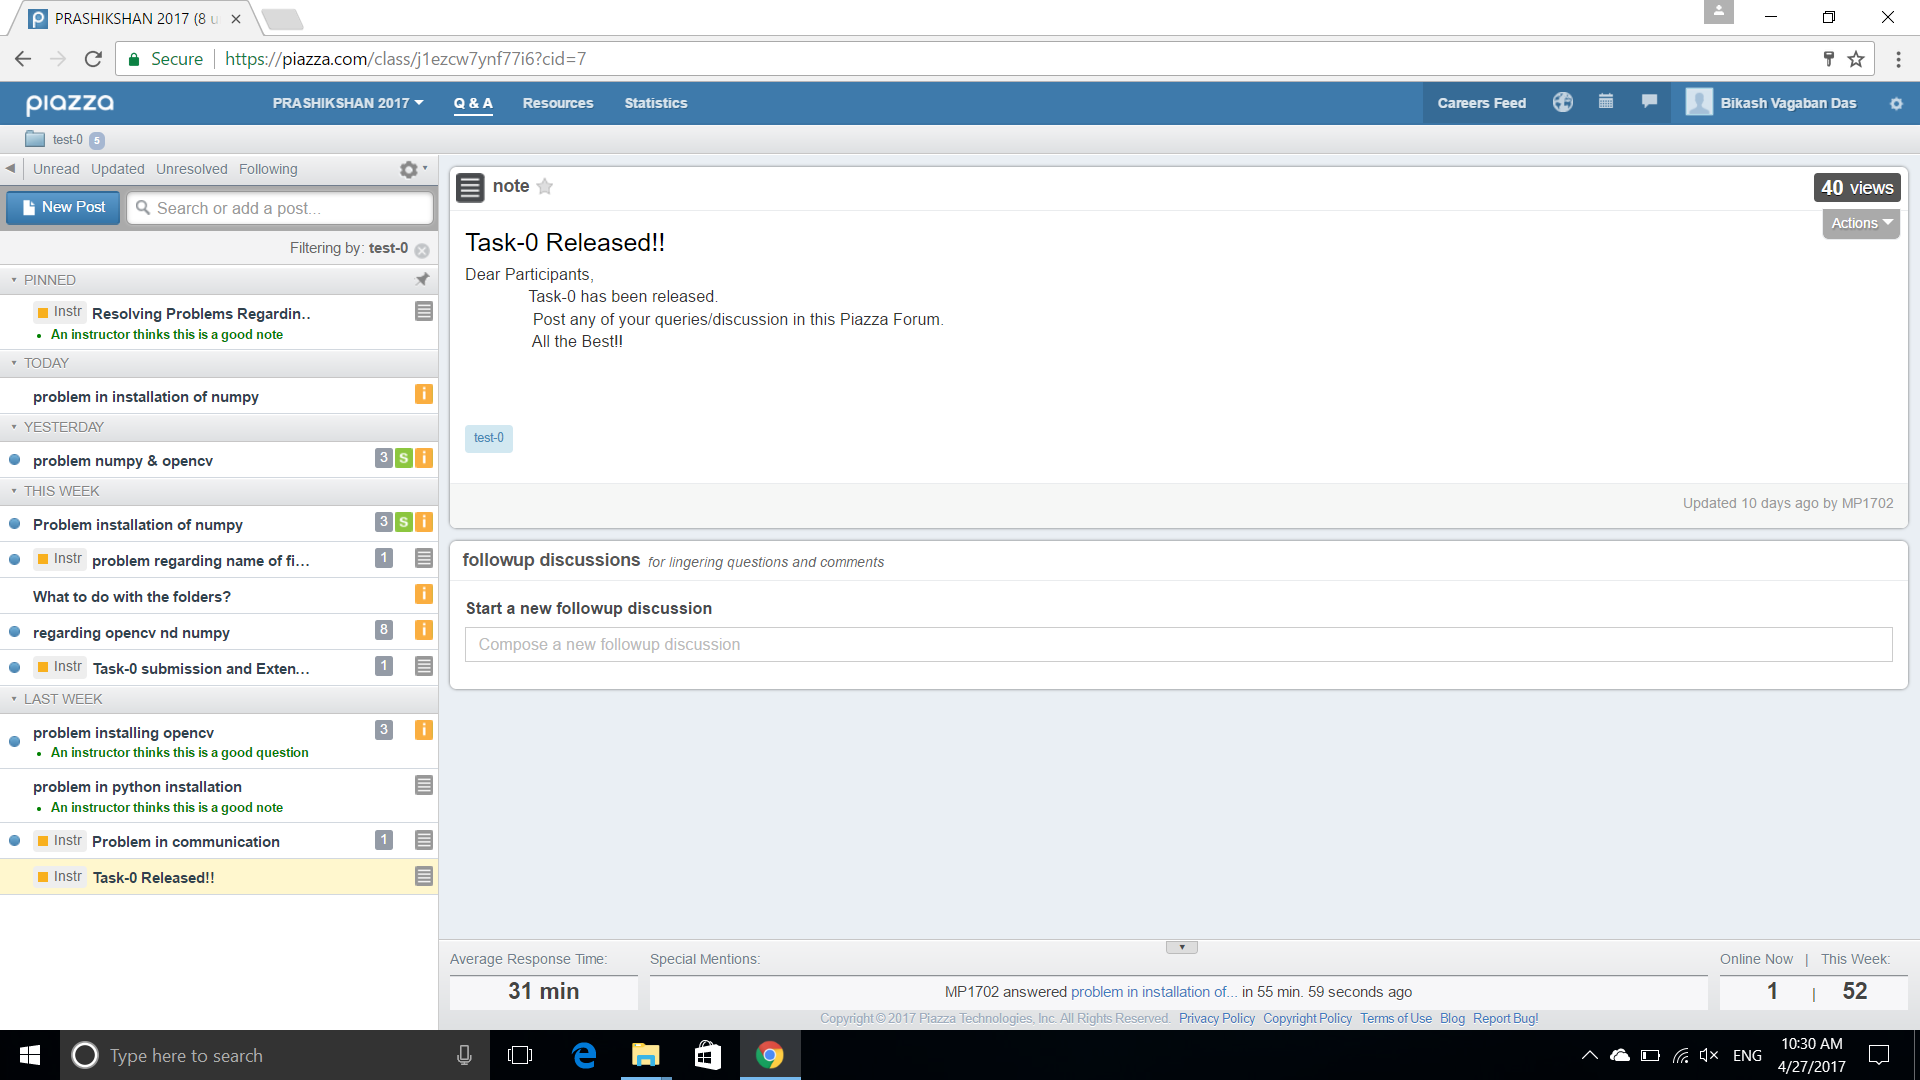 PRASHIKSHAN 2017 (8 u
Secure https://piazza.com/class/j1ezcw7ynf77i6?cid=7
piazza PRASHIKSHAN 2017 Q & A Resources Statistics Careers Feed Bikash Vagaban Das
test-0 5
Unread Updated Unresolved Following
New Post Search or add a post...
Filtering by: test-0
PINNED
Instr Resolving Problems Regardin..
An instructor thinks this is a good note
TODAY
problem in installation of numpy i
YESTERDAY
problem numpy & opencv 3 S i
THIS WEEK
Problem installation of numpy 3 S i
Instr problem regarding name of fi... 1
What to do with the folders? i
regarding opencv nd numpy 8 i
Instr Task-0 submission and Exten... 1
LAST WEEK
problem installing opencv 3 i
An instructor thinks this is a good question
problem in python installation
An instructor thinks this is a good note
Instr Problem in communication 1
Instr Task-0 Released!!
note 40 views
Actions
Task-0 Released!!
Dear Participants,
Task-0 has been released.
Post any of your queries/discussion in this Piazza Forum.
All the Best!!
test-0
Updated 10 days ago by MP1702
followup discussions for lingering questions and comments
Start a new followup discussion
Compose a new followup discussion
Average Response Time: Special Mentions: Online Now | This Week:
31 min MP1702 answered problem in installation of... in 55 min. 59 seconds ago 1 | 52
Copyright © 2017 Piazza Technologies, Inc. All Rights Reserved. Privacy Policy Copyright Policy Terms of Use Blog Report Bug!
Type here to search ENG 10:30 AM
4/27/2017